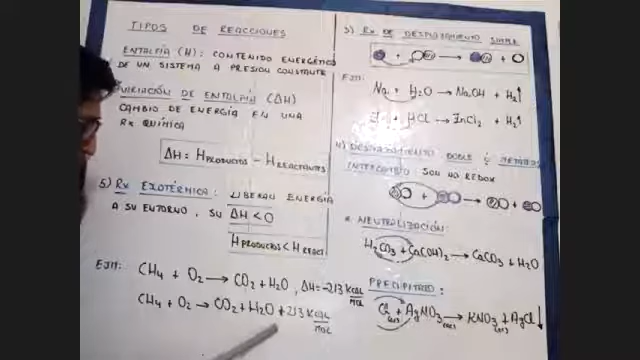 TIPOS DE REACCIONES
ENTALPÍA (H): CONTENIDO ENERGÉTICO
DE UN SISTEMA A PRESIÓN CONSTANTE
VARIACIÓN DE ENTALPÍA (ΔH)
CAMBIO DE ENERGÍA EN UNA
RX QUÍMICA
ΔH = HPRODUCTOS - HREACTANTES
5) RX EXOTÉRMICA: LIBERAN ENERGÍA
A SU ENTORNO, SU ΔH < 0
HPRODUCTOS < HREACT
EJM: CH4 + O2 → CO2 + H2O, ΔH = -213 KCAL/MOL
CH4 + O2 → CO2 + H2O + 213 KCAL/MOL
3) RX DE DESPLAZAMIENTO SIMPLE
EJM:
Na + H2O → NaOH + H2↑
HCL → ZnCL2 + H2↑
4) DESPLAZAMIENTO DOBLE Ó
INTERCAMBIO SON NO REDOX
NEUTRALIZACIÓN:
H2CO3 + Ca(OH)2 → CaCO3 + H2O
PRECIPITADO:
+ AgNO3 → KNO3 + AgCl↓